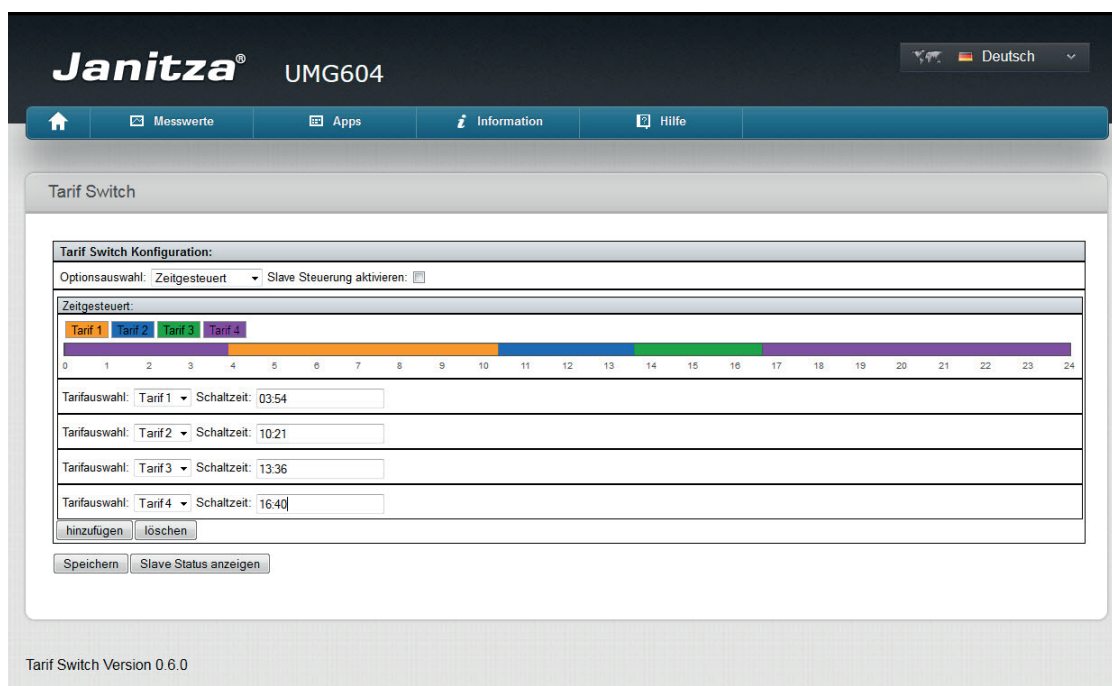 Janitza® UMG604
Deutsch
Messwerte Apps Information Hilfe
Tarif Switch
Tarif Switch Konfiguration:
Optionsauswahl: Zeitgesteuert Slave Steuerung aktivieren:
Zeitgesteuert:
Tarif 1 Tarif 2 Tarif 3 Tarif 4
0 1 2 3 4 5 6 7 8 9 10 11 12 13 14 15 16 17 18 19 20 21 22 23 24
Tarifauswahl: Tarif 1 Schaltzeit: 03:54
Tarifauswahl: Tarif 2 Schaltzeit: 10:21
Tarifauswahl: Tarif 3 Schaltzeit: 13:36
Tarifauswahl: Tarif 4 Schaltzeit: 16:40
hinzufügen löschen
Speichern Slave Status anzeigen
Tarif Switch Version 0.6.0